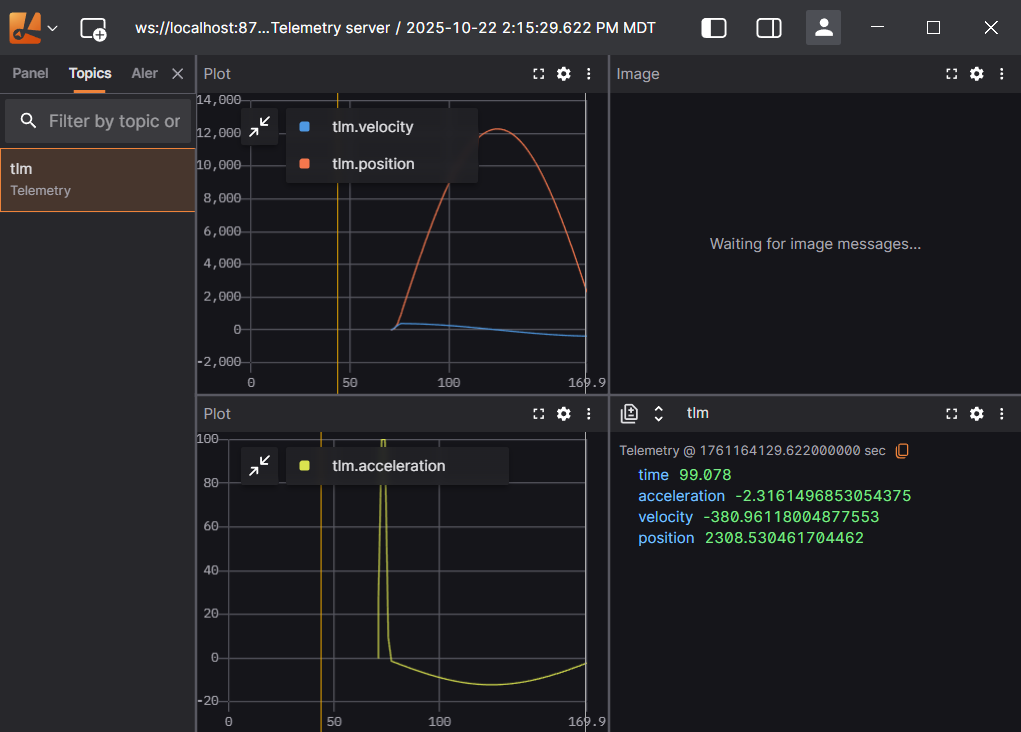 ws://localhost:87...Telemetry server / 2025-10-22 2:15:29.622 PM MDT
Panel Topics Aler
Filter by topic or
tlm
Telemetry
Plot
14,000
12,000
10,000
8,000
6,000
4,000
2,000
0
-2,000
0 50 100 169.9
tlm.velocity
tlm.position
Image
Waiting for image messages...
Plot
100
80
60
40
20
0
-20
0 50 100 169.9
tlm.acceleration
tlm
Telemetry @ 1761164129.622000000 sec
time 99.078
acceleration -2.3161496853054375
velocity -380.96118004877553
position 2308.530461704462